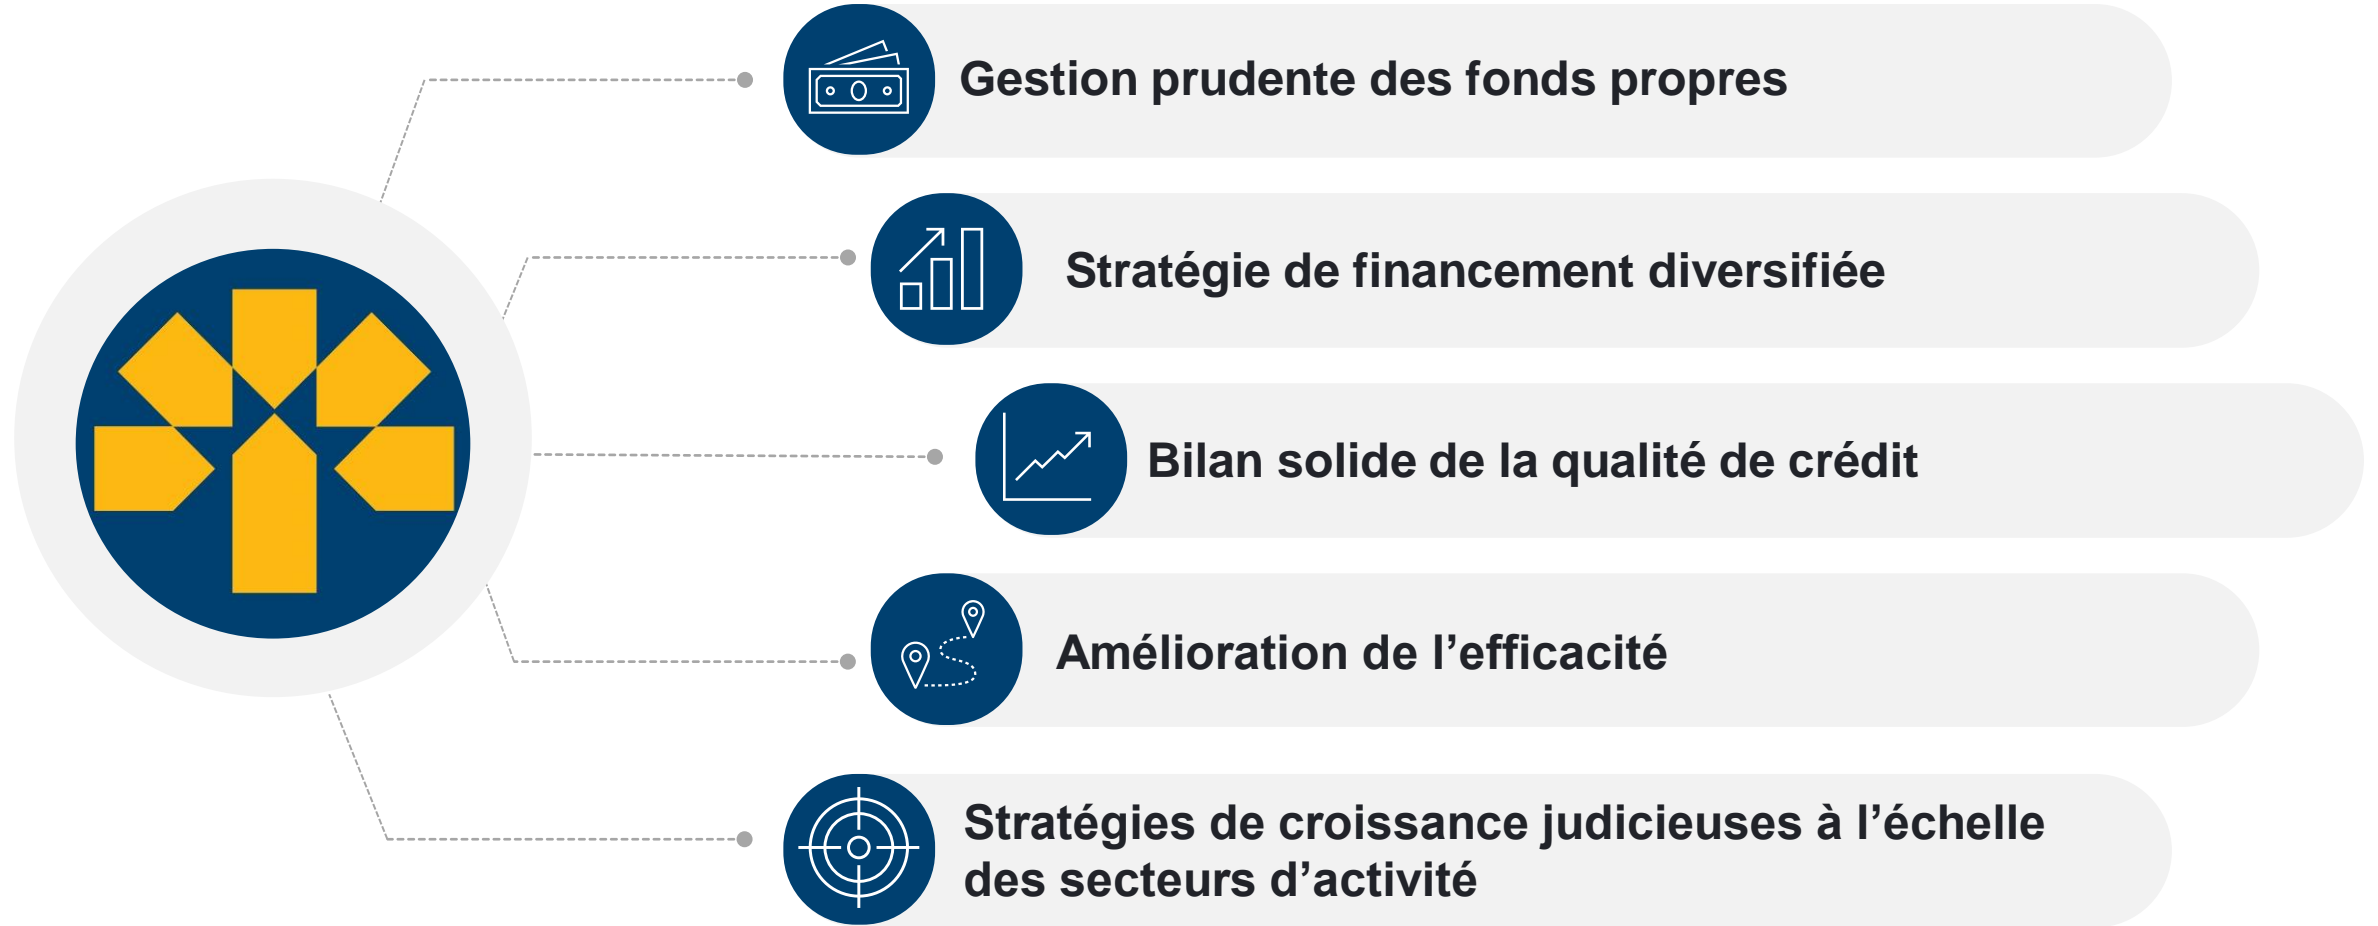 Gestion prudente des fonds propres
Stratégie de financement diversifiée
Bilan solide de la qualité de crédit
Amélioration de l’efficacité
Stratégies de croissance judicieuses à l’échelle
des secteurs d’activité